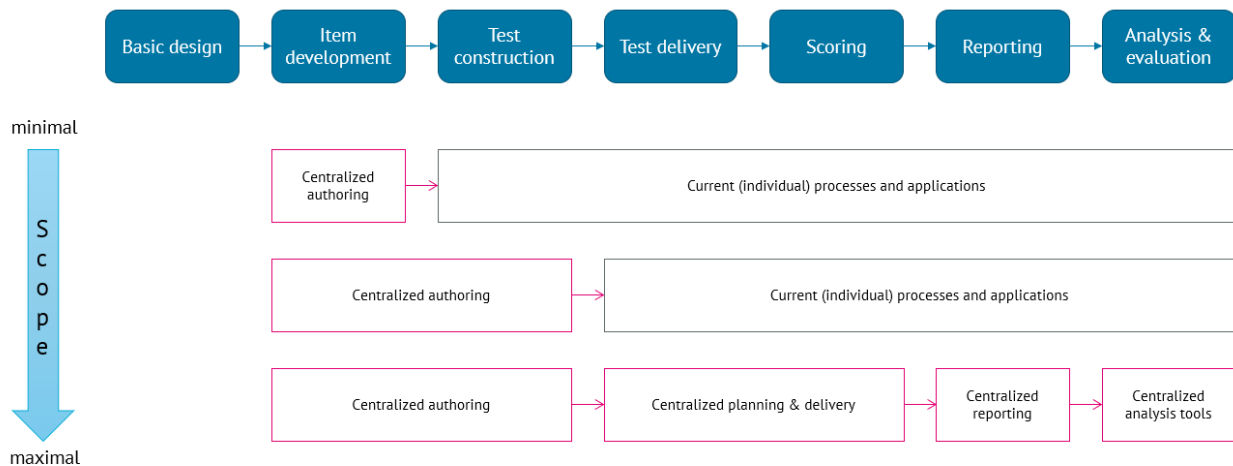 Basic design
Item
development
Test
construction
Test delivery
Scoring
Reporting
Analysis &
evaluation
minimal
Scope
maximal
Centralized
authoring
Current (individual) processes and applications
Centralized authoring
Current (individual) processes and applications
Centralized authoring
Centralized planning & delivery
Centralized
reporting
Centralized
analysis tools